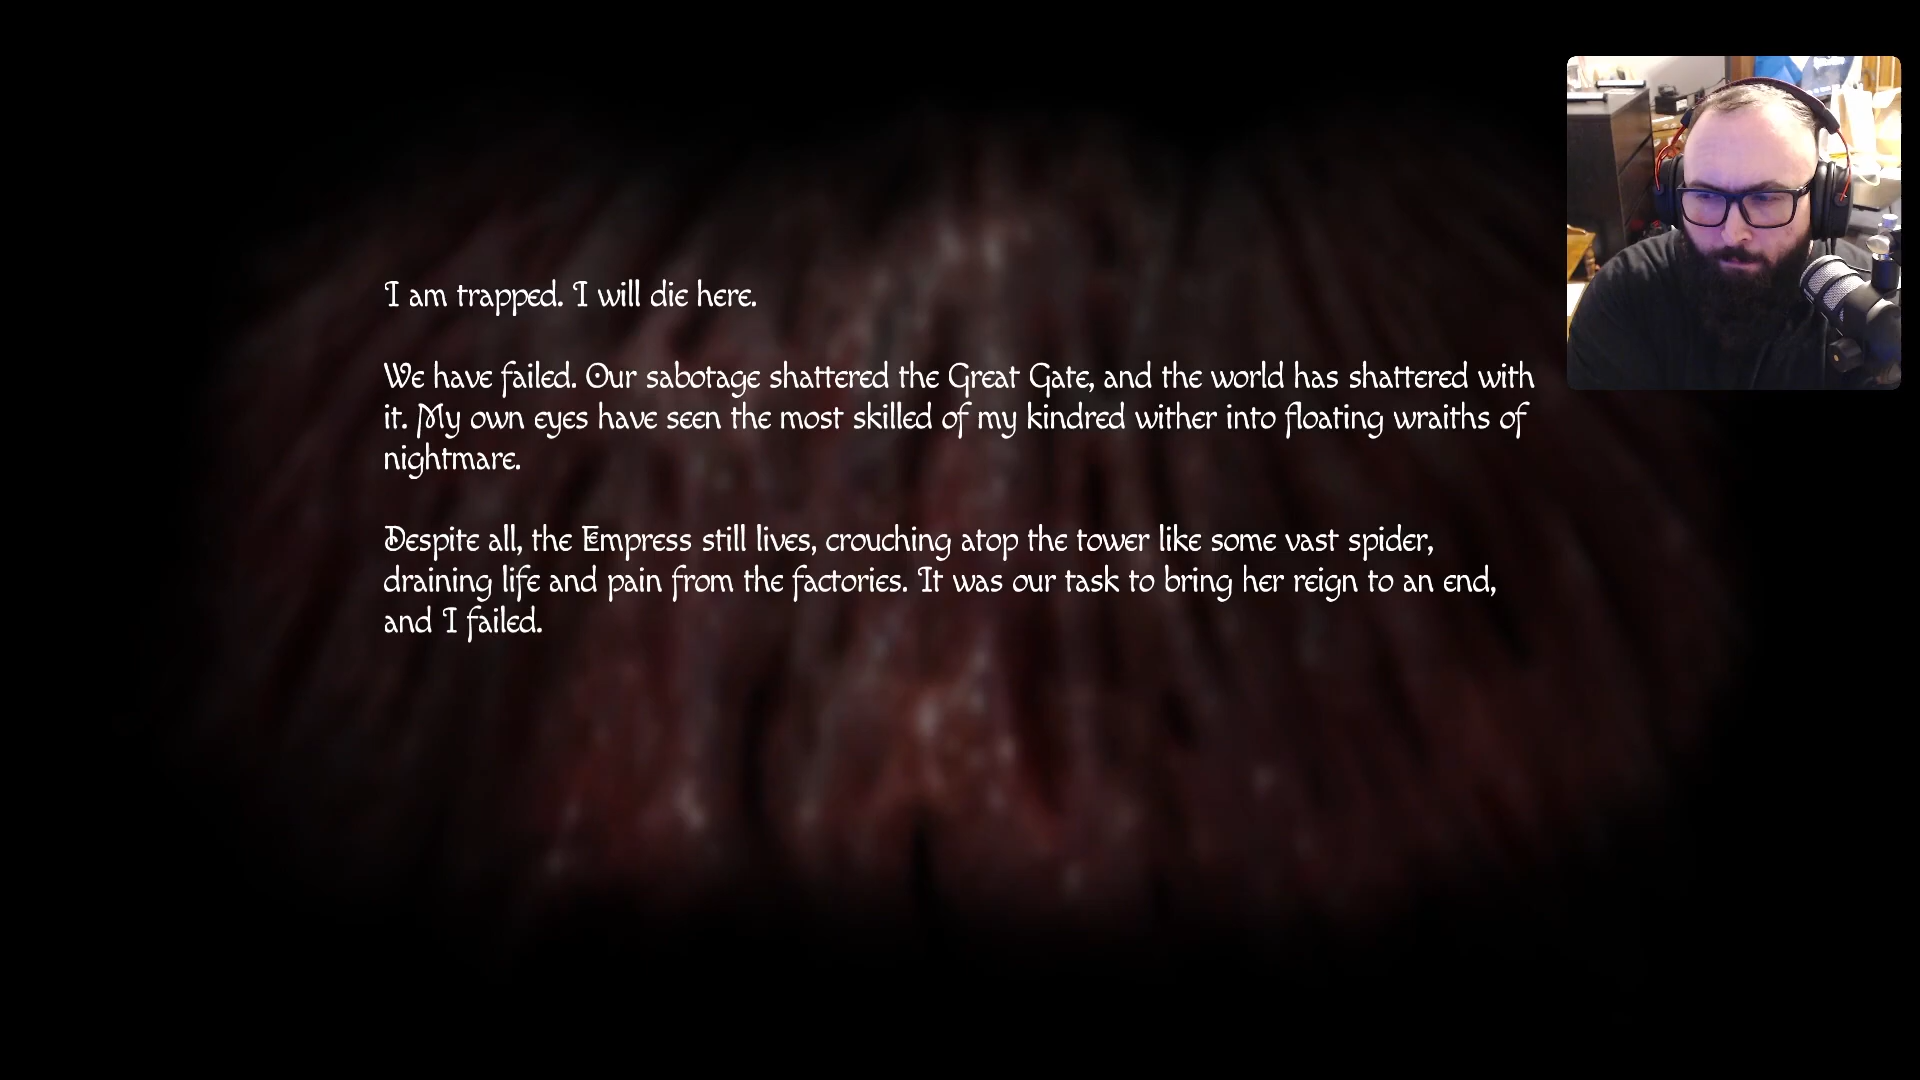 I am trapped. I will die here.
We have failed. Our sabotage shattered the Great Gate, and the world has shattered with
it. My own eyes have seen the most skilled of my kindred wither into floating wraiths of
nightmare.
Despite all, the Empress still lives, crouching atop the tower like some vast spider,
draining life and pain from the factories. It was our task to bring her reign to an end,
and I failed.